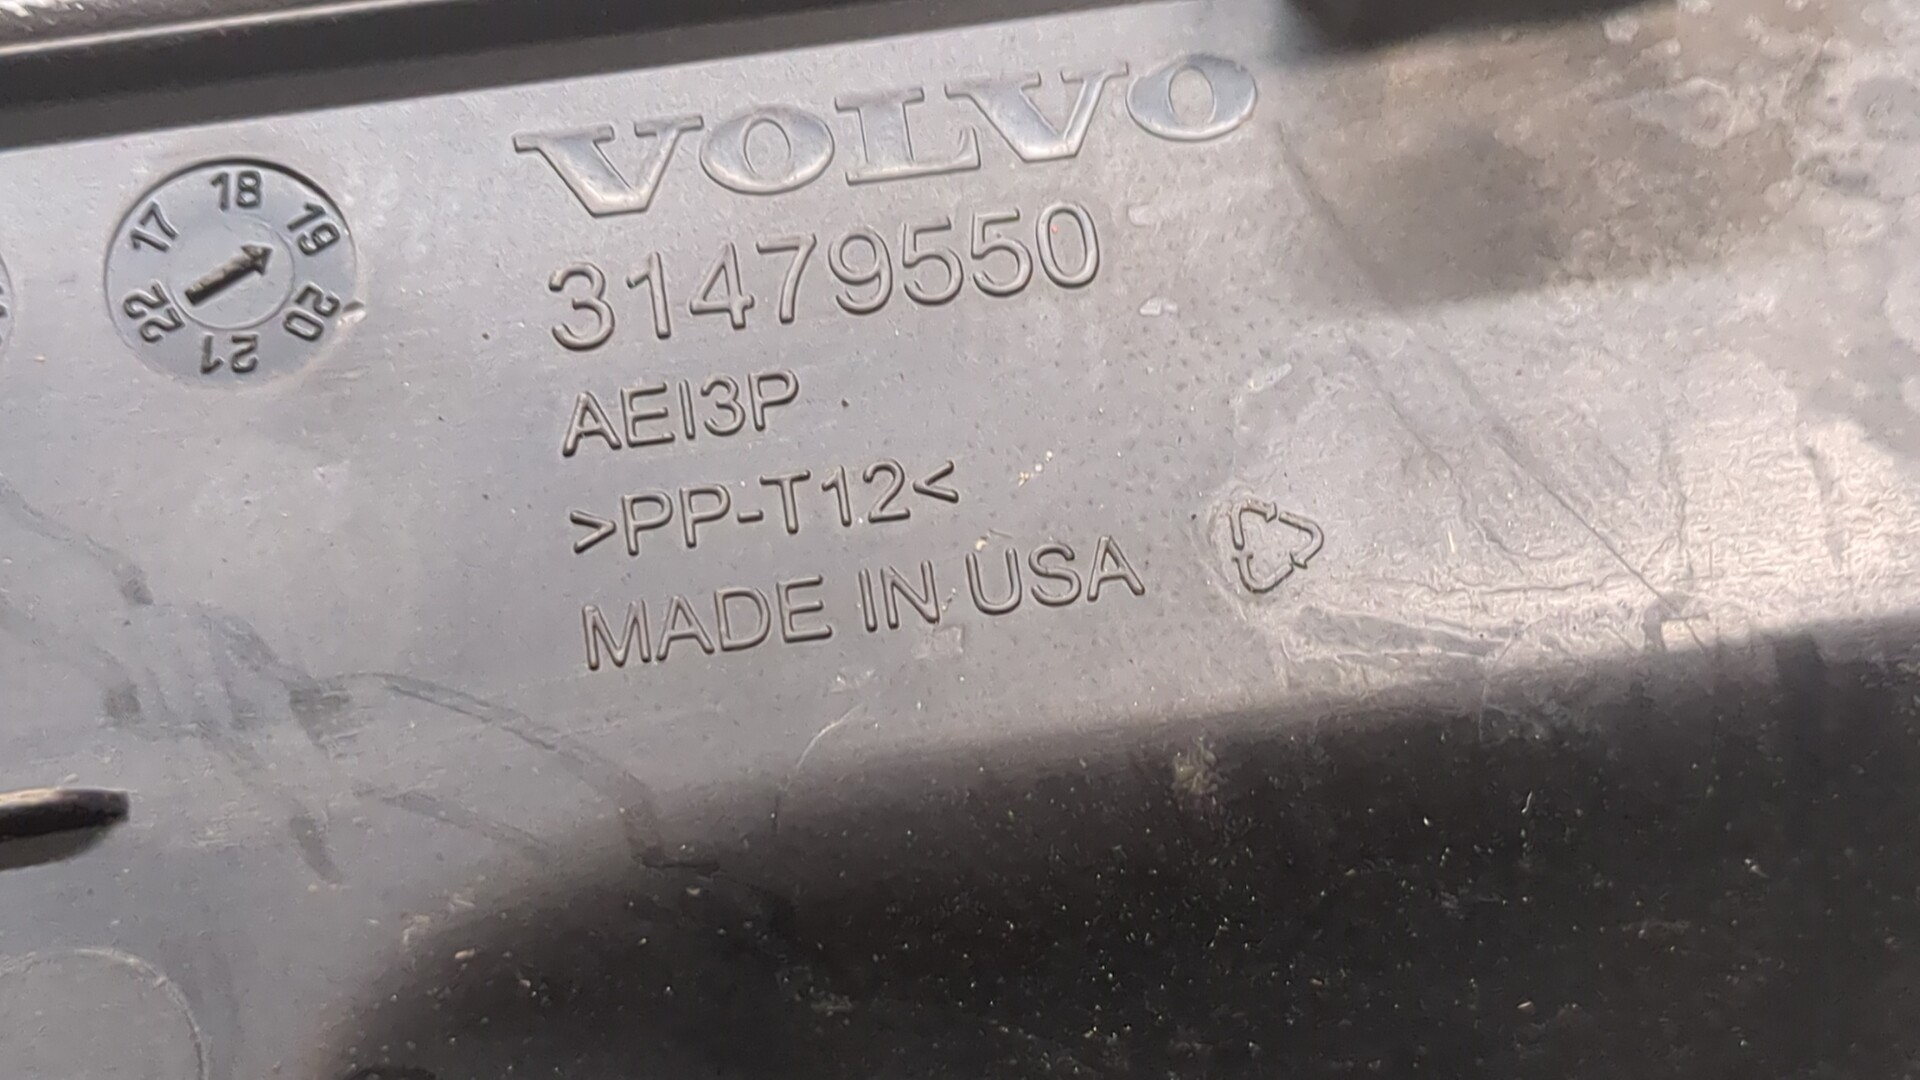 VOLVO
31479550
AEI3P
>PP-T12<
MADE IN USA
17 18 19 20 21 22